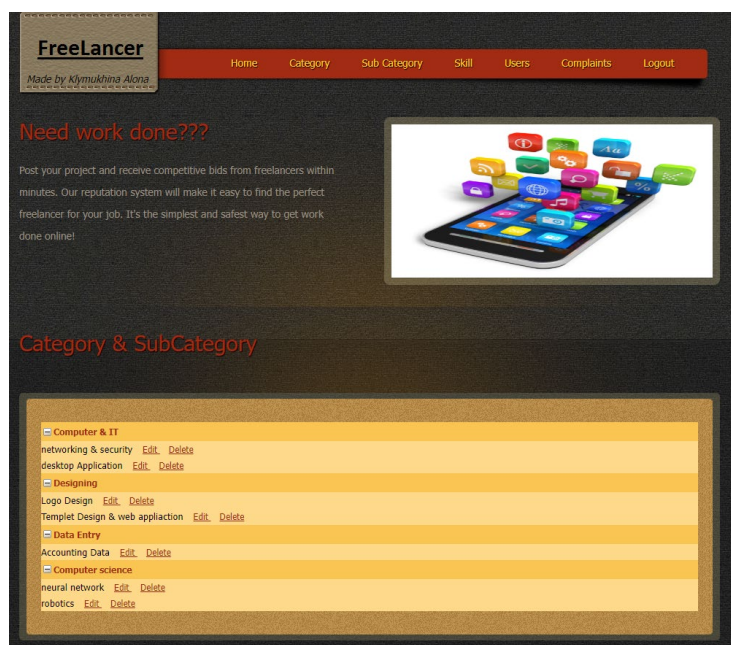 FreeLancer
Made by Klymukhina Alona
Home Category Sub Category Skill Users Complaints Logout
Need work done???
Post your project and receive competitive bids from freelancers within
minutes. Our reputation system will make it easy to find the perfect
freelancer for your job. It's the simplest and safest way to get work
done online!
Aa
%
Category & SubCategory
Computer & IT
networking & security Edit Delete
desktop Application Edit Delete
Designing
Logo Design Edit Delete
Templet Design & web appliaction Edit Delete
Data Entry
Accounting Data Edit Delete
Computer science
neural network Edit Delete
robotics Edit Delete